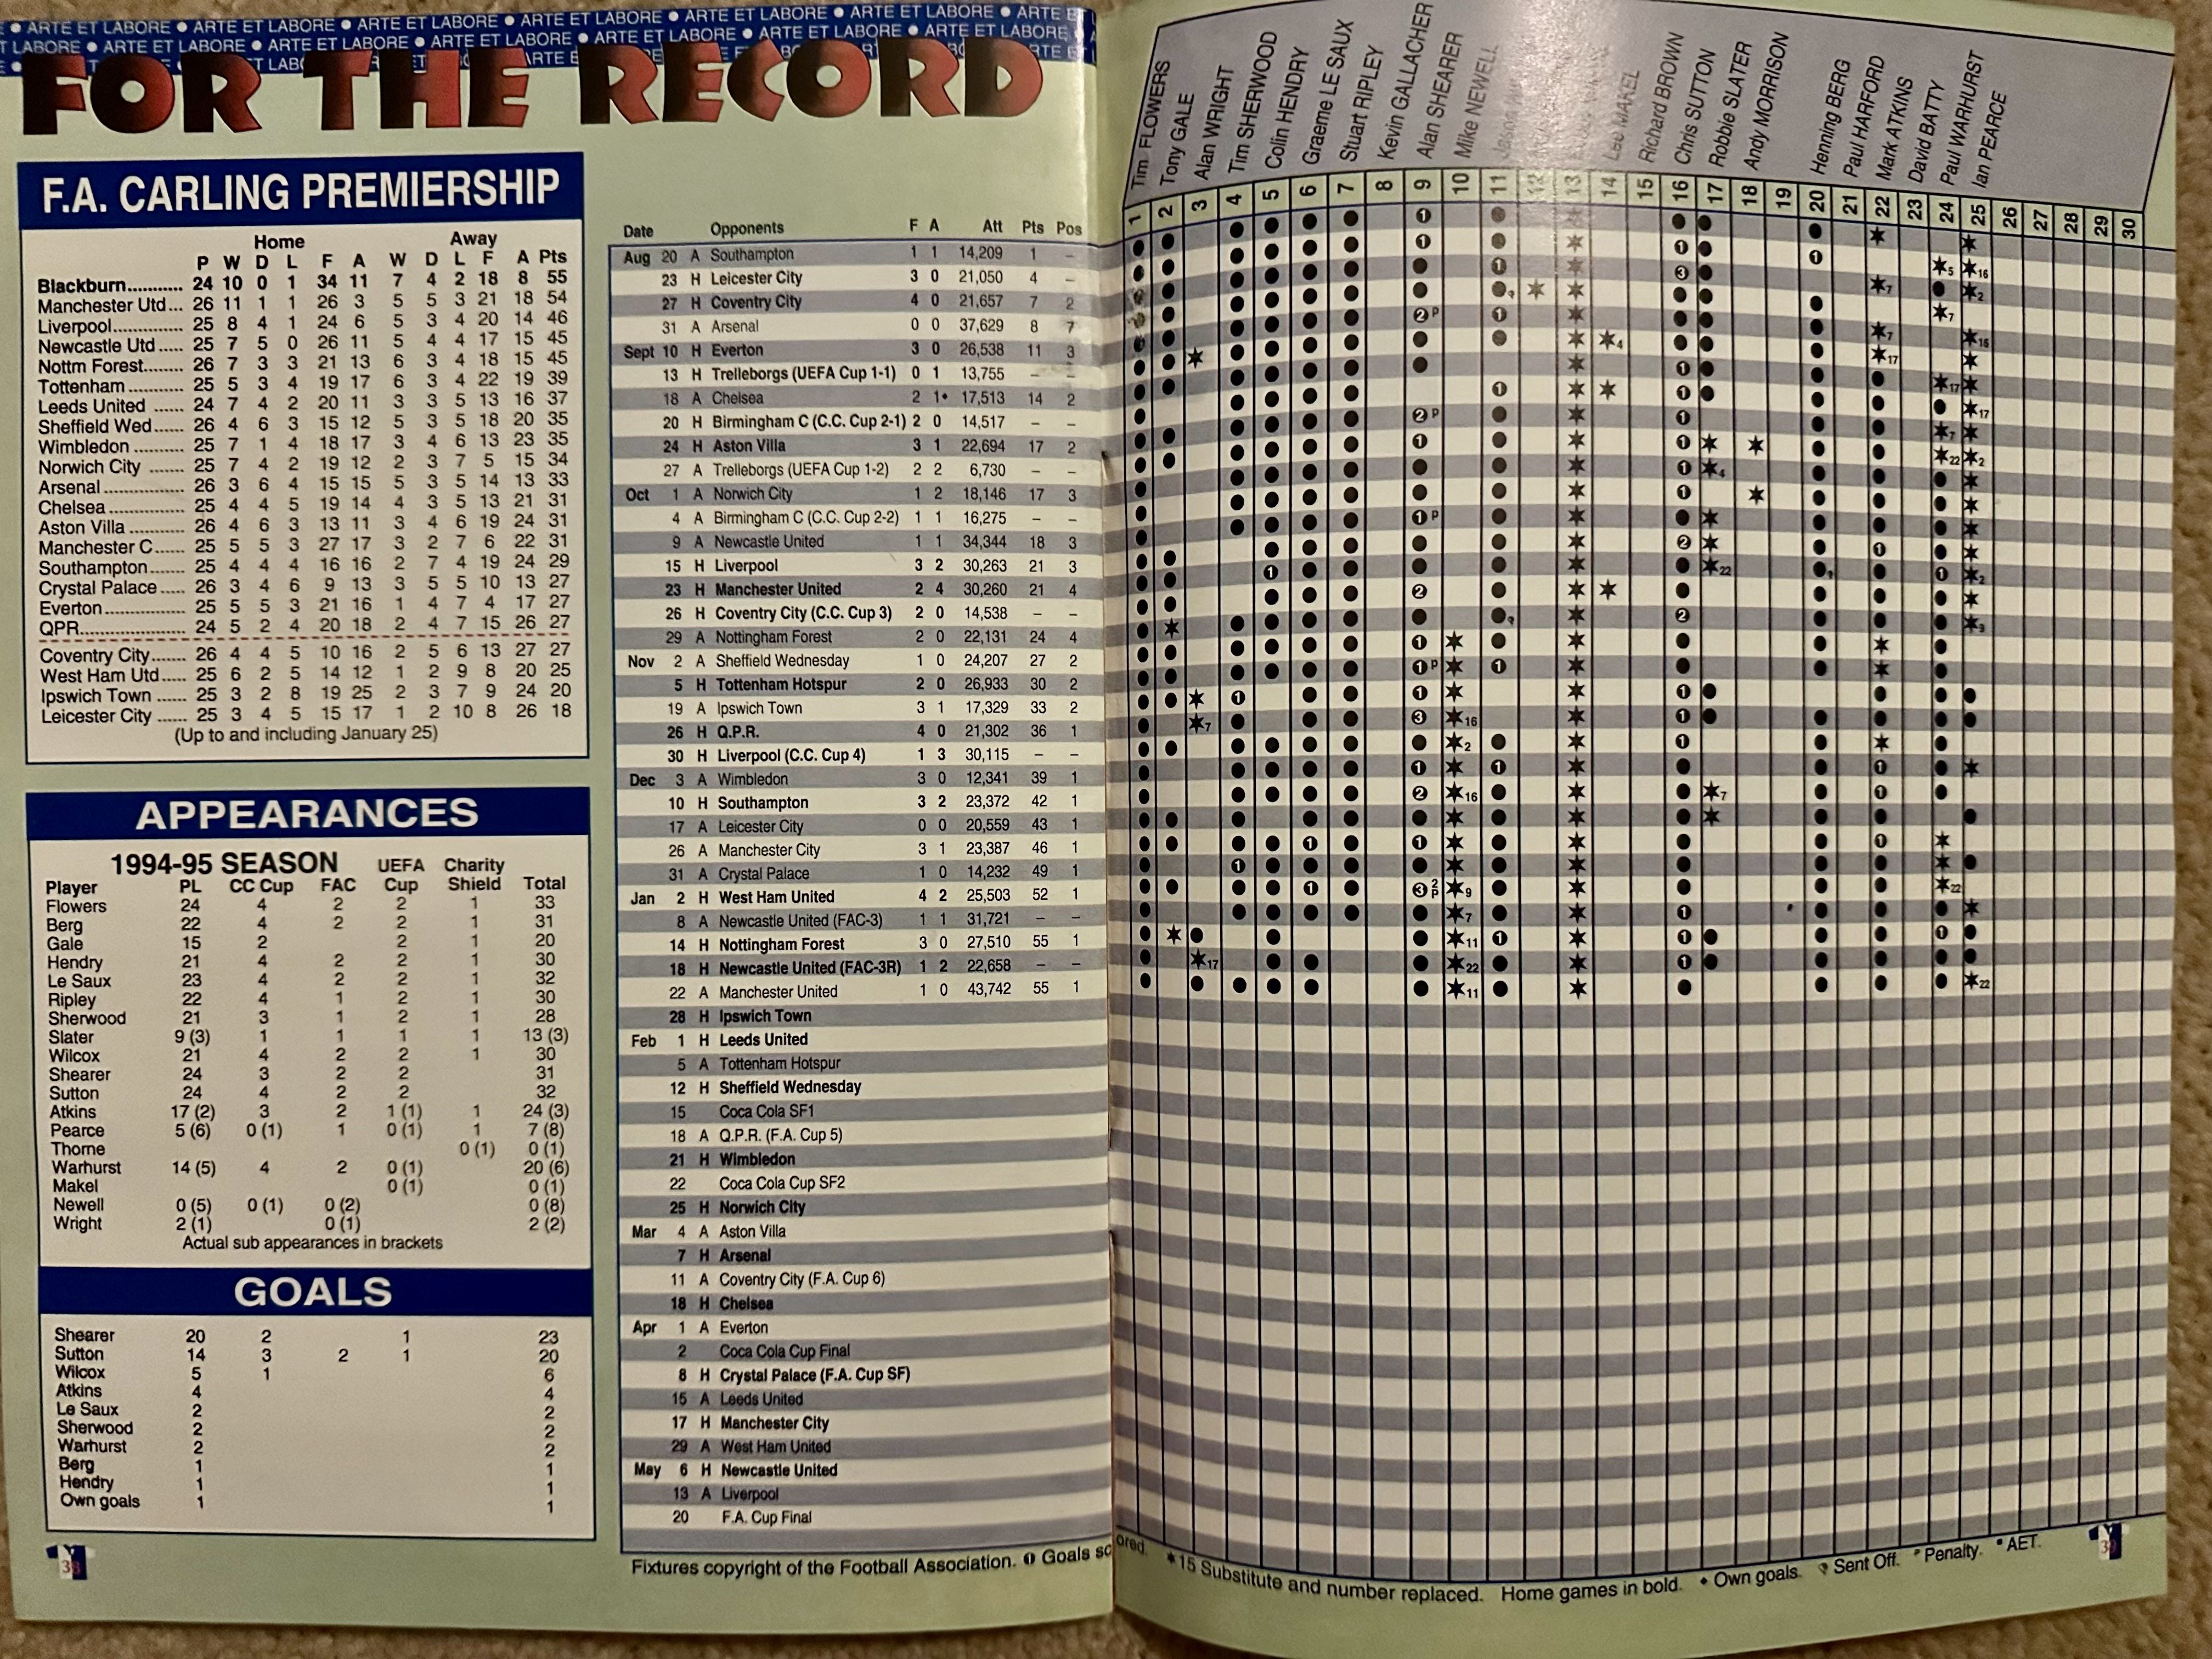 ARTE ET LABORE ● ARTE ET LABORE ● ARTE ET LABORE ● ARTE ET LABORE ● ARTE ET LABORE ● ARTE ET LABORE ● ARTE
LABORE ● ARTE ET LABORE ● ARTE ET LABORE ● ARTE ET LABORE ● ARTE ET LABORE ● ARTE ET LABORE ● ARTE ET LABORE
FOR THE RECORD
F.A. CARLING PREMIERSHIP
Home Away
P W D L F A W D L F A Pts
Blackburn........... 24 10 0 1 34 11 7 4 2 18 8 55
Manchester Utd... 26 11 1 1 26 3 5 5 3 21 18 54
Liverpool.............. 25 8 4 1 24 6 5 3 4 20 14 46
Newcastle Utd ..... 25 7 5 0 26 11 5 4 4 17 15 45
Nottm Forest........ 26 7 3 3 21 13 6 3 4 18 15 45
Tottenham ........... 25 5 3 4 19 17 6 3 4 22 19 39
Leeds United ...... 24 7 4 2 20 11 3 3 5 13 16 37
Sheffield Wed...... 26 4 6 3 15 12 5 3 5 18 20 35
Wimbledon .......... 25 7 1 4 18 17 3 4 6 13 23 35
Norwich City ....... 25 7 4 2 19 12 2 3 7 5 15 34
Arsenal ................ 26 3 6 4 15 15 5 3 5 14 13 33
Chelsea ............... 25 4 4 5 19 14 4 3 5 13 21 31
Aston Villa ........... 26 4 6 3 13 11 3 4 6 19 24 31
Manchester C...... 25 5 5 3 27 17 3 2 7 6 22 31
Southampton....... 25 4 4 4 16 16 2 7 4 19 24 29
Crystal Palace ..... 26 3 4 6 9 13 3 5 5 10 13 27
Everton ................ 25 5 5 3 21 16 1 4 7 4 17 27
QPR..................... 24 5 2 4 20 18 2 4 7 15 26 27
Coventry City....... 26 4 4 5 10 16 2 5 6 13 27 27
West Ham Utd ..... 25 6 2 5 14 12 1 2 9 8 20 25
Ipswich Town ...... 25 3 2 8 19 25 2 3 7 9 24 20
Leicester City ...... 25 3 4 5 15 17 1 2 10 8 26 18
(Up to and including January 25)
APPEARANCES
1994-95 SEASON UEFA Charity
Player PL CC Cup FAC Cup Shield Total
Flowers 24 4 2 2 1 33
Berg 22 4 2 2 1 31
Gale 15 2 2 1 20
Hendry 21 4 2 2 1 30
Le Saux 23 4 2 2 1 32
Ripley 22 4 1 2 1 30
Sherwood 21 3 1 2 1 28
Slater 9 (3) 1 1 1 1 13 (3)
Wilcox 21 4 2 2 1 30
Shearer 24 3 2 2 31
Sutton 24 4 2 2 32
Atkins 17 (2) 3 2 1 (1) 1 24 (3)
Pearce 5 (6) 0 (1) 1 0 (1) 1 7 (8)
Thorne 0 (1) 0 (1)
Warhurst 14 (5) 4 2 0 (1) 20 (6)
Makel 0 (1) 0 (1)
Newell 0 (5) 0 (1) 0 (2) 0 (8)
Wright 2 (1) 0 (1) 2 (2)
Actual sub appearances in brackets
GOALS
Shearer 20 2 1 23
Sutton 14 3 2 1 20
Wilcox 5 1 6
Atkins 4 4
Le Saux 2 2
Sherwood 2 2
Warhurst 2 2
Berg 1 1
Hendry 1 1
Own goals 1 1
38
Date Opponents F A Att Pts Pos
Aug 20 A Southampton 1 1 14,209 1 –
23 H Leicester City 3 0 21,050 4 –
27 H Coventry City 4 0 21,657 7 2
31 A Arsenal 0 0 37,629 8 7
Sept 10 H Everton 3 0 26,538 11 3
13 H Trelleborgs (UEFA Cup 1-1) 0 1 13,755 – –
18 A Chelsea 2 1• 17,513 14 2
20 H Birmingham C (C.C. Cup 2-1) 2 0 14,517 – –
24 H Aston Villa 3 1 22,694 17 2
27 A Trelleborgs (UEFA Cup 1-2) 2 2 6,730 – –
Oct 1 A Norwich City 1 2 18,146 17 3
4 A Birmingham C (C.C. Cup 2-2) 1 1 16,275 – –
9 A Newcastle United 1 1 34,344 18 3
15 H Liverpool 3 2 30,263 21 3
23 H Manchester United 2 4 30,260 21 4
26 H Coventry City (C.C. Cup 3) 2 0 14,538 – –
29 A Nottingham Forest 2 0 22,131 24 4
Nov 2 A Sheffield Wednesday 1 0 24,207 27 2
5 H Tottenham Hotspur 2 0 26,933 30 2
19 A Ipswich Town 3 1 17,329 33 2
26 H Q.P.R. 4 0 21,302 36 1
30 H Liverpool (C.C. Cup 4) 1 3 30,115 – –
Dec 3 A Wimbledon 3 0 12,341 39 1
10 H Southampton 3 2 23,372 42 1
17 A Leicester City 0 0 20,559 43 1
26 A Manchester City 3 1 23,387 46 1
31 A Crystal Palace 1 0 14,232 49 1
Jan 2 H West Ham United 4 2 25,503 52 1
8 A Newcastle United (FAC-3) 1 1 31,721 – –
14 H Nottingham Forest 3 0 27,510 55 1
18 H Newcastle United (FAC-3R) 1 2 22,658 – –
22 A Manchester United 1 0 43,742 55 1
28 H Ipswich Town
Feb 1 H Leeds United
5 A Tottenham Hotspur
12 H Sheffield Wednesday
15 Coca Cola SF1
18 A Q.P.R. (F.A. Cup 5)
21 H Wimbledon
22 Coca Cola Cup SF2
25 H Norwich City
Mar 4 A Aston Villa
7 H Arsenal
11 A Coventry City (F.A. Cup 6)
18 H Chelsea
Apr 1 A Everton
2 Coca Cola Cup Final
8 H Crystal Palace (F.A. Cup SF)
15 A Leeds United
17 H Manchester City
29 A West Ham United
May 6 H Newcastle United
13 A Liverpool
20 F.A. Cup Final
Fixtures copyright of the Football Association. ❶ Goals sc
Tim FLOWERS
Tony GALE
Alan WRIGHT
Tim SHERWOOD
Colin HENDRY
Graeme LE SAUX
Stuart RIPLEY
Kevin GALLACHER
Alan SHEARER
Mike NEWELL
Lee MAKEL
Richard BROWN
Chris SUTTON
Robbie SLATER
Andy MORRISON
Henning BERG
Paul HARFORD
Mark ATKINS
David BATTY
Paul WARHURST
Ian PEARCE
1 2 3 4 5 6 7 8 9 10 11 12 13 14 15 16 17 18 19 20 21 22 23 24 25 26 27 28 29 30
ored. ★15 Substitute and number replaced. Home games in bold. • Own goals. Sent Off. P Penalty. • AET.